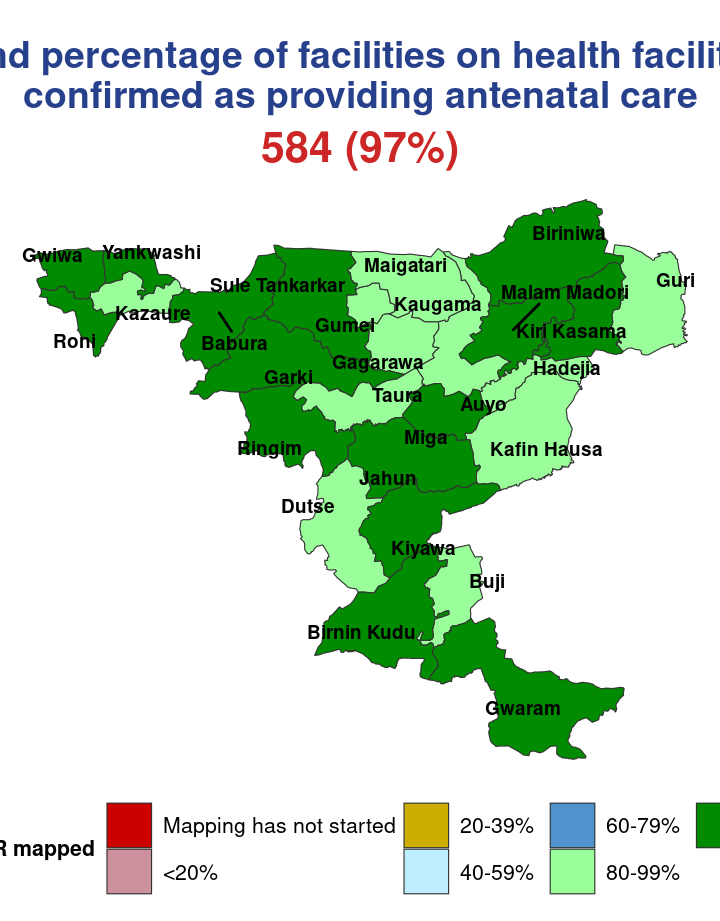 nd percentage of facilities on health facilit
confirmed as providing antenatal care
584 (97%)
Biriniwa
Gwiwa
Yankwashi
Maigatari
Guri
Sule Tankarkar
Malam Madori
Kaugama
Kazaure
Gumel
Kiri Kasama
Roni
Babura
Gagarawa
Hadejia
Garki
Taura
Auyo
Miga
Ringim
Kafin Hausa
Jahun
Dutse
Kiyawa
Buji
Birnin Kudu
Gwaram
R mapped
Mapping has not started
20-39%
60-79%
<20%
40-59%
80-99%